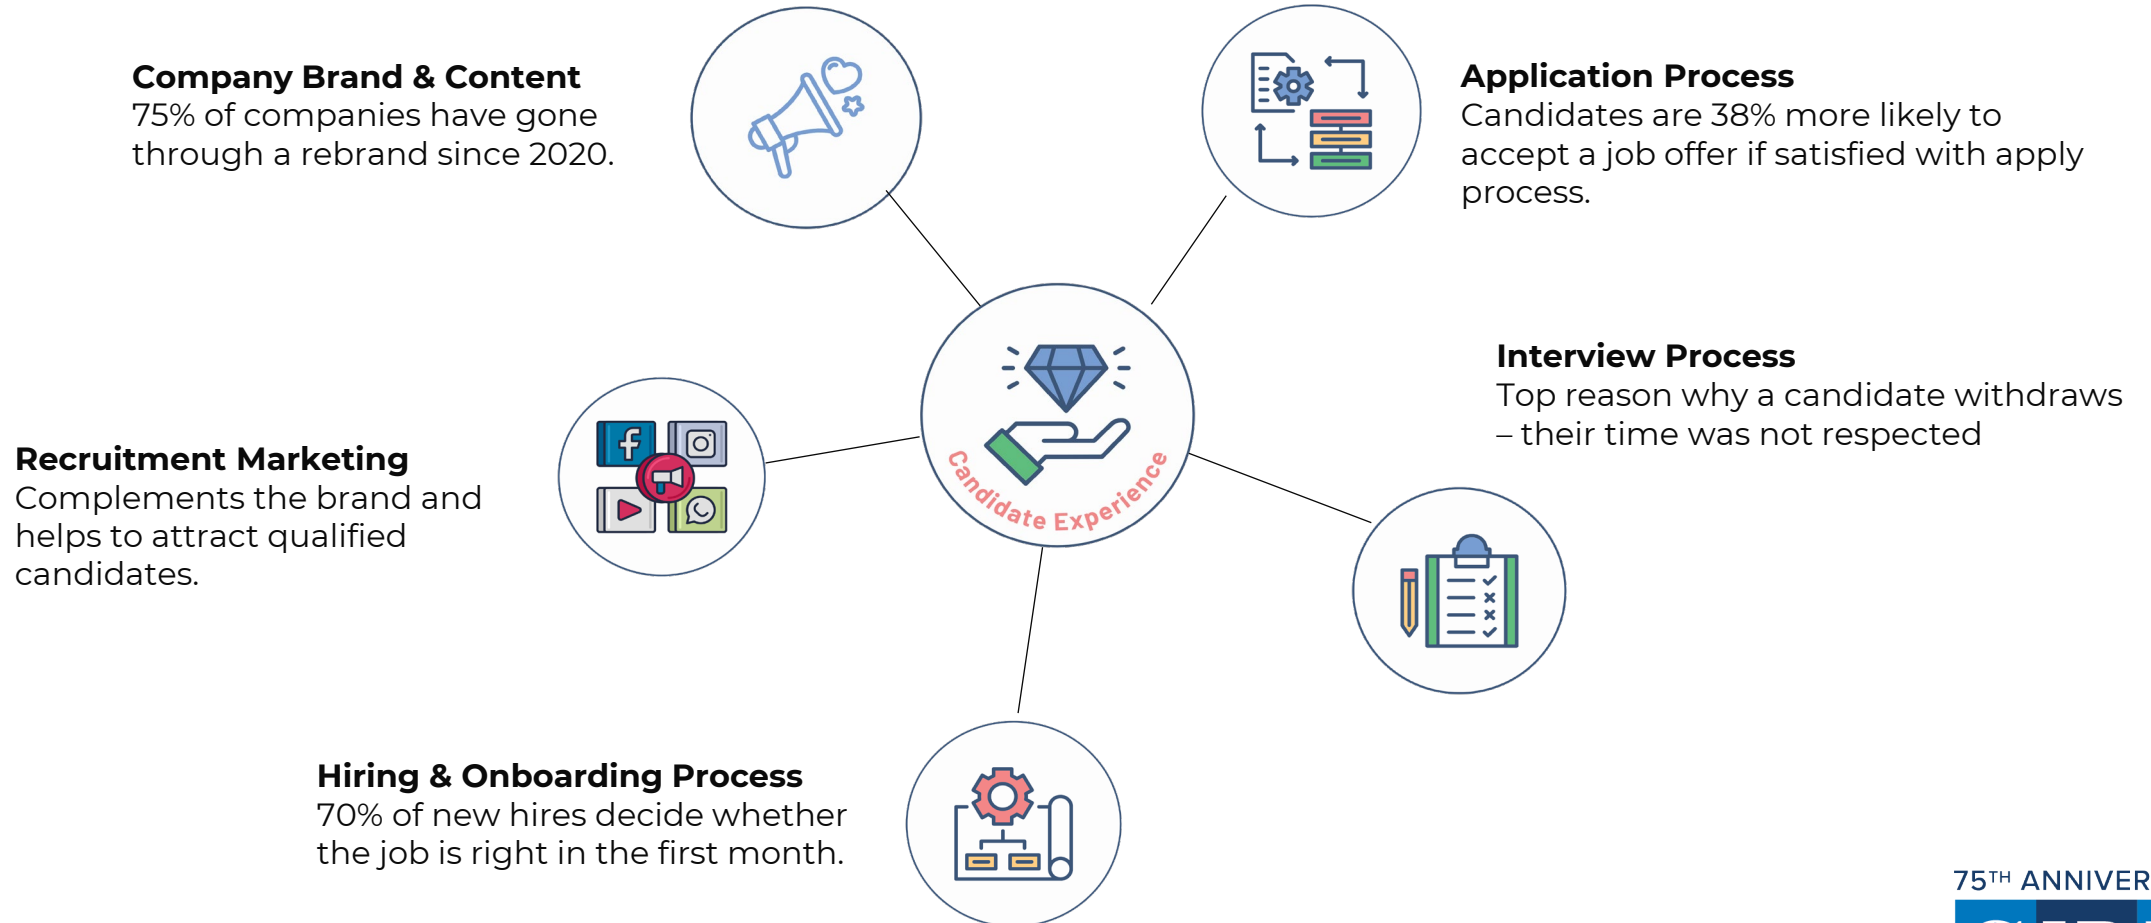 Company Brand & Content
75% of companies have gone
through a rebrand since 2020.
Application Process
Candidates are 38% more likely to
accept a job offer if satisfied with apply
process.
Interview Process
Top reason why a candidate withdraws
– their time was not respected
Recruitment Marketing
Complements the brand and
helps to attract qualified
candidates.
Candidate Experience
Hiring & Onboarding Process
70% of new hires decide whether
the job is right in the first month.
75TH